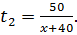 t₂ = 50/(x+40).